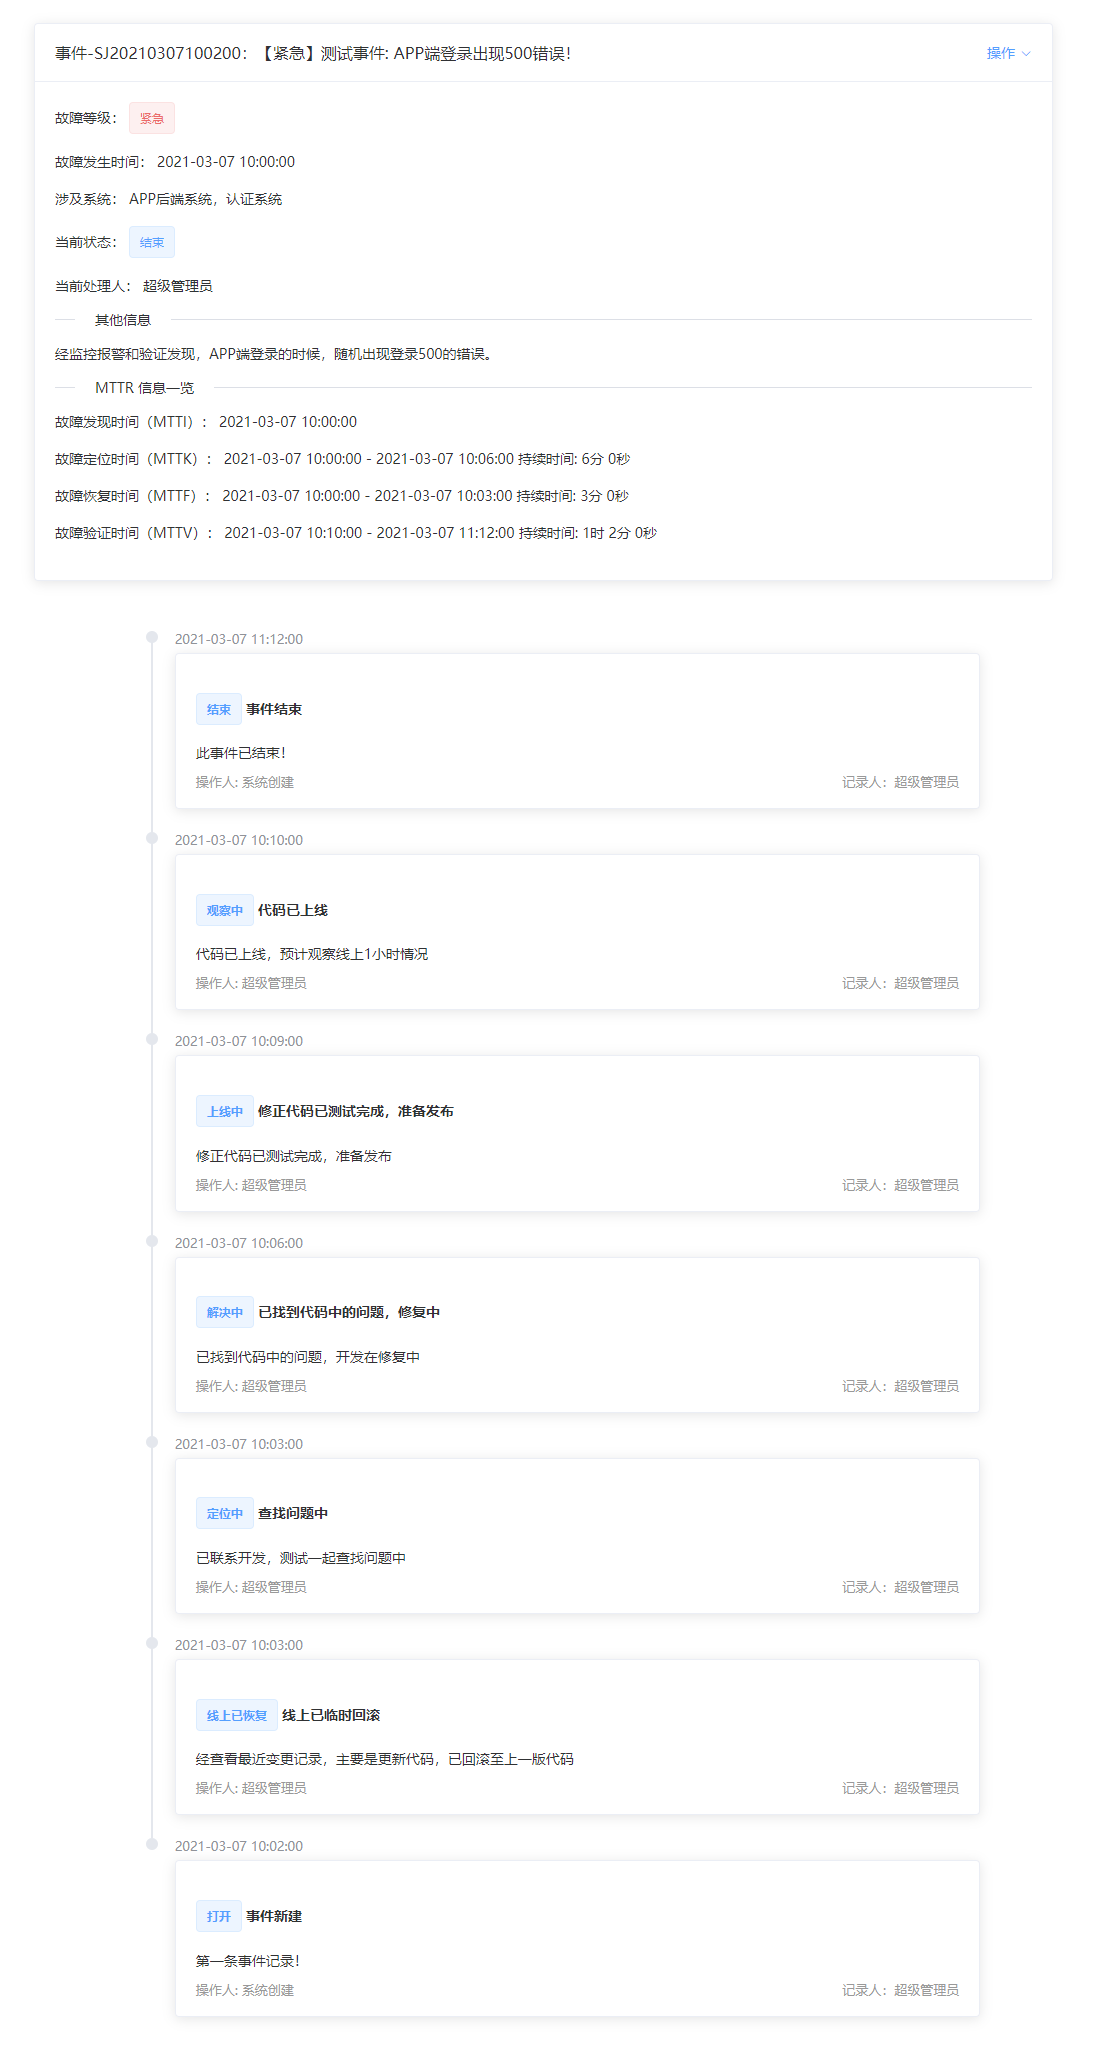 事件-SJ20210307100200：【紧急】测试事件: APP端登录出现500错误！
操作
故障等级： 紧急
故障发生时间： 2021-03-07 10:00:00
涉及系统： APP后端系统，认证系统
当前状态： 结束
当前处理人： 超级管理员
其他信息
经监控报警和验证发现，APP端登录的时候，随机出现登录500的错误。
MTTR 信息一览
故障发现时间（MTTI）： 2021-03-07 10:00:00
故障定位时间（MTTK）： 2021-03-07 10:00:00 - 2021-03-07 10:06:00 持续时间: 6分 0秒
故障恢复时间（MTTF）： 2021-03-07 10:00:00 - 2021-03-07 10:03:00 持续时间: 3分 0秒
故障验证时间（MTTV）： 2021-03-07 10:10:00 - 2021-03-07 11:12:00 持续时间: 1时 2分 0秒
2021-03-07 11:12:00
结束 事件结束
此事件已结束！
操作人: 系统创建 记录人：超级管理员
2021-03-07 10:10:00
观察中 代码已上线
代码已上线，预计观察线上1小时情况
操作人: 超级管理员 记录人：超级管理员
2021-03-07 10:09:00
上线中 修正代码已测试完成，准备发布
修正代码已测试完成，准备发布
操作人: 超级管理员 记录人：超级管理员
2021-03-07 10:06:00
解决中 已找到代码中的问题，修复中
已找到代码中的问题，开发在修复中
操作人: 超级管理员 记录人：超级管理员
2021-03-07 10:03:00
定位中 查找问题中
已联系开发，测试一起查找问题中
操作人: 超级管理员 记录人：超级管理员
2021-03-07 10:03:00
线上已恢复 线上已临时回滚
经查看最近变更记录，主要是更新代码，已回滚至上一版代码
操作人: 超级管理员 记录人：超级管理员
2021-03-07 10:02:00
打开 事件新建
第一条事件记录！
操作人: 系统创建 记录人：超级管理员